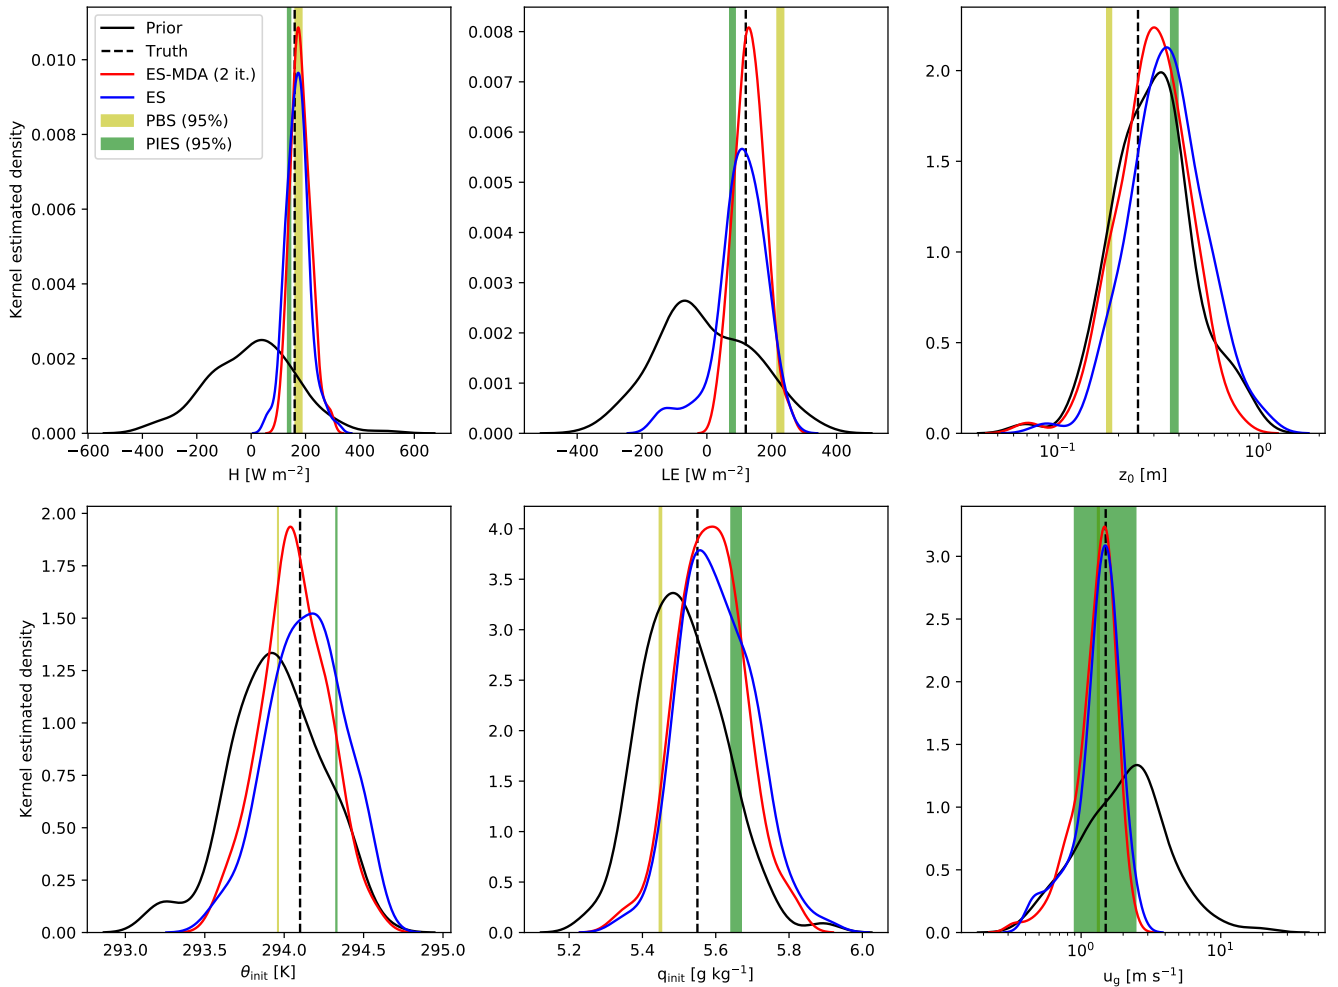 Kernel estimated density
0.010
0.008
0.006
0.004
0.002
0.000
Prior
Truth
ES-MDA (2 it.)
ES
PBS (95%)
PIES (95%)
−600 −400 −200 0 200 400 600
H [W m⁻²]
0.008
0.007
0.006
0.005
0.004
0.003
0.002
0.001
0.000
−400 −200 0 200 400
LE [W m⁻²]
2.0
1.5
1.0
0.5
0.0
10⁻¹ 10⁰
z₀ [m]
Kernel estimated density
2.00
1.75
1.50
1.25
1.00
0.75
0.50
0.25
0.00
293.0 293.5 294.0 294.5 295.0
θinit [K]
4.0
3.5
3.0
2.5
2.0
1.5
1.0
0.5
0.0
5.2 5.4 5.6 5.8 6.0
qinit [g kg⁻¹]
3.0
2.5
2.0
1.5
1.0
0.5
0.0
10⁰ 10¹
ug [m s⁻¹]